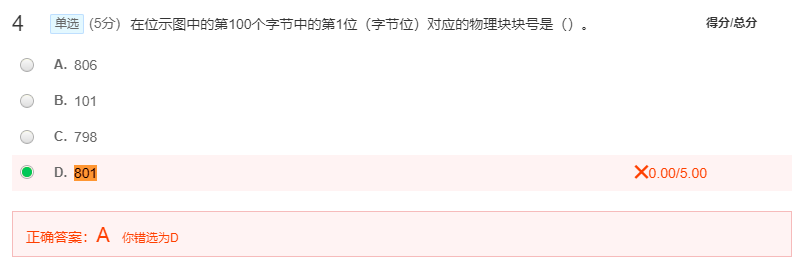 4 单选 (5分) 在位示图中的第100个字节中的第1位（字节位）对应的物理块块号是（）。 得分/总分
A. 806
B. 101
C. 798
D. 801 0.00/5.00
正确答案：A 你错选为D